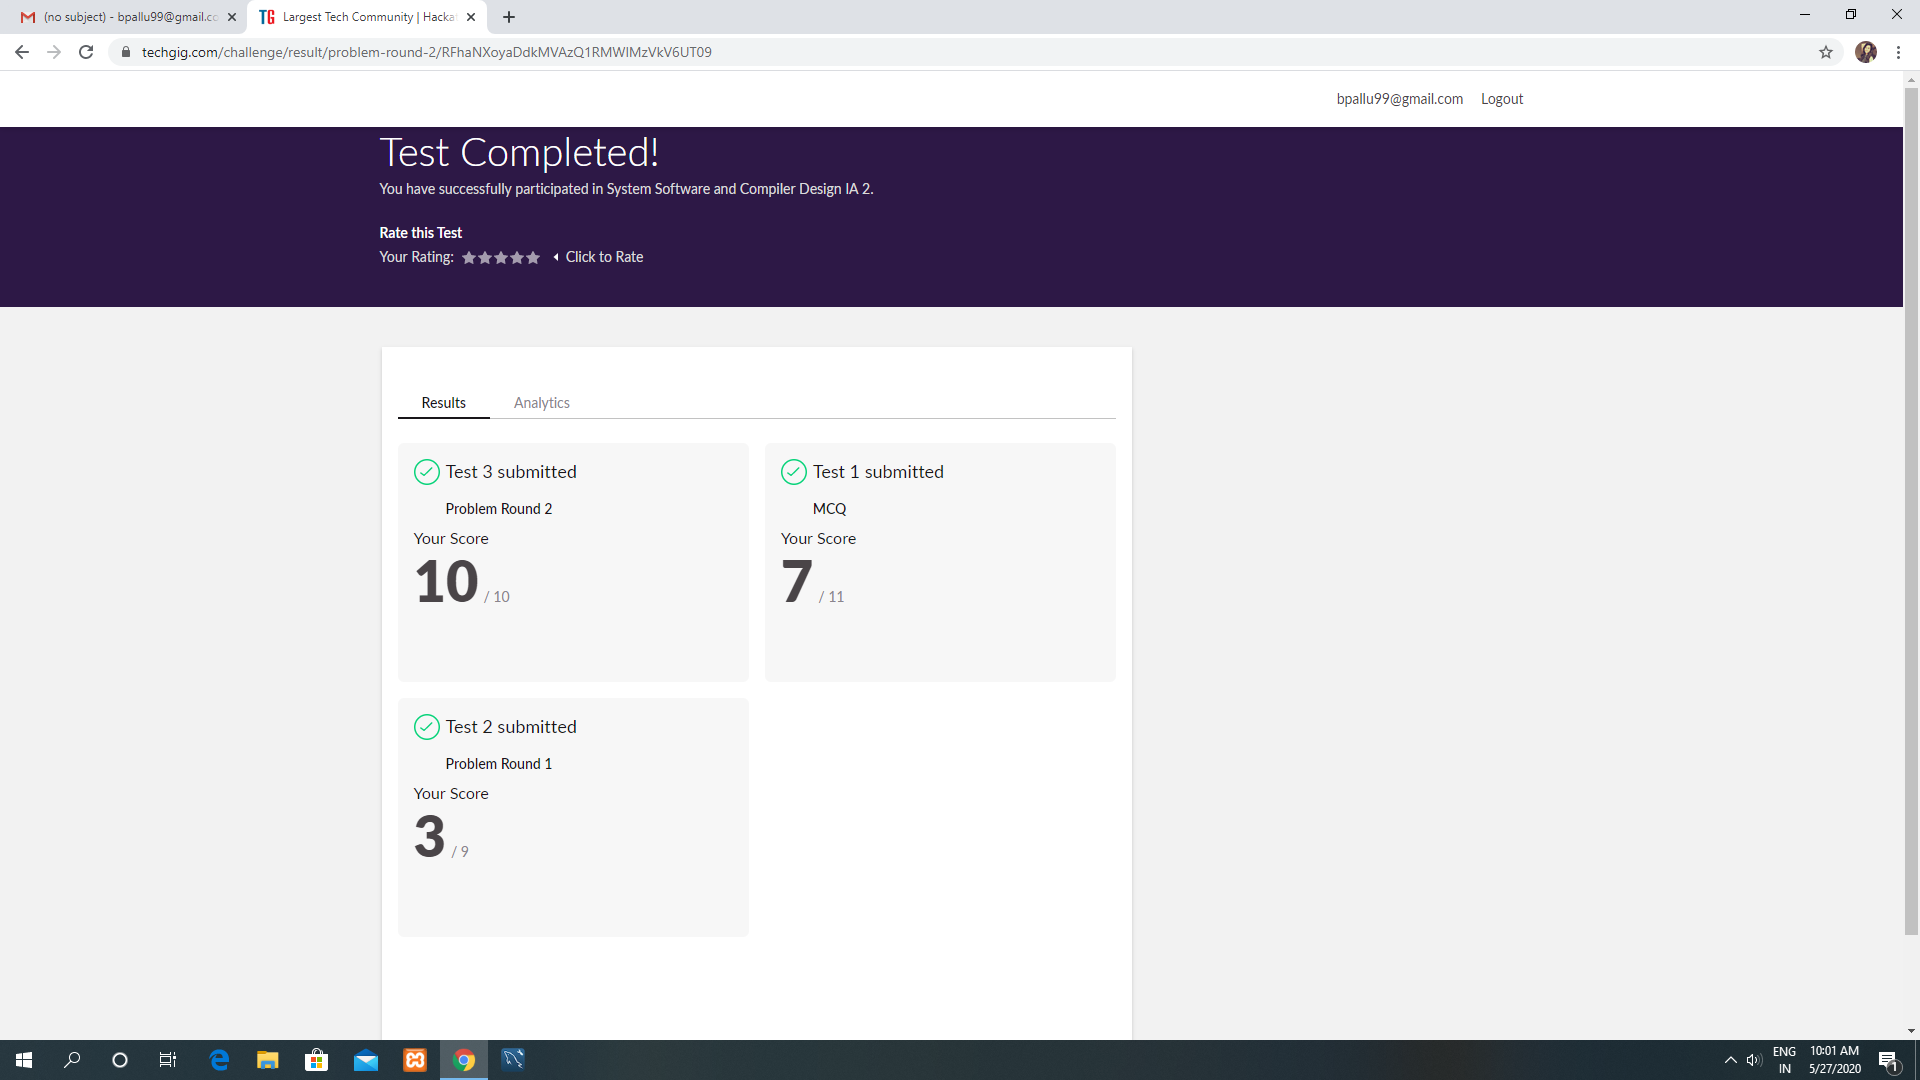 (no subject) - bpallu99@gmail.co
Largest Tech Community | Hacka
techgig.com/challenge/result/problem-round-2/RFhaNXoyaDdkMVAzQ1RMWlMzVkV6UT09
bpallu99@gmail.com Logout
Test Completed!
You have successfully participated in System Software and Compiler Design IA 2.
Rate this Test
Your Rating: Click to Rate
Results Analytics
Test 3 submitted
Problem Round 2
Your Score
10 / 10
Test 1 submitted
MCQ
Your Score
7 / 11
Test 2 submitted
Problem Round 1
Your Score
3 / 9
ENG
IN
10:01 AM
5/27/2020
1